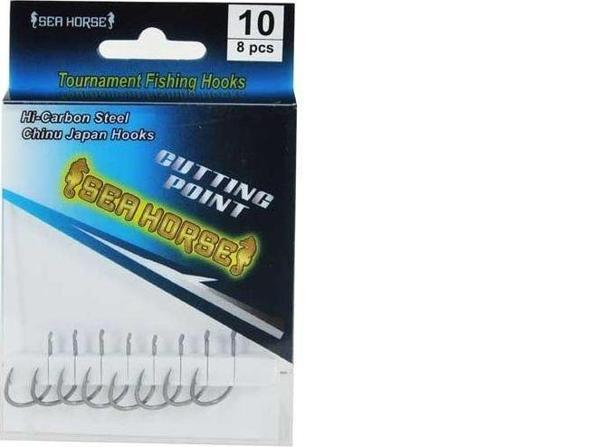 SEA HORSE
10
8 pcs
Tournament Fishing Hooks
Hi-Carbon Steel
Chinu Japan Hooks
CUTTING
POINT
SEA HORSE